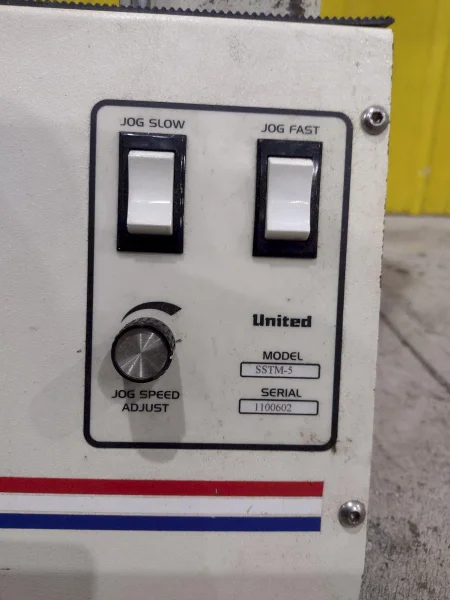 JOG SLOW
JOG FAST
United
MODEL
SSTM-5
JOG SPEED
ADJUST
SERIAL
1100602